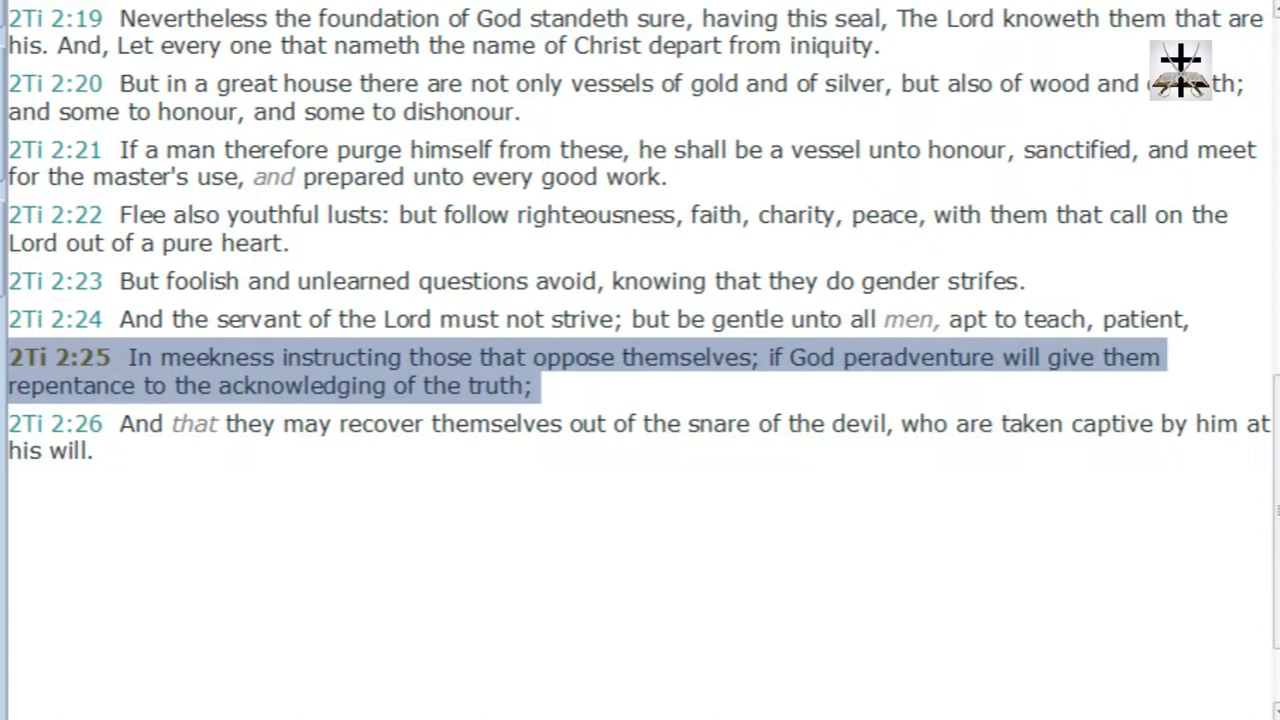 2Ti 2:19 Nevertheless the foundation of God standeth sure, having this seal, The Lord knoweth them that are
his. And, Let every one that nameth the name of Christ depart from iniquity.
2Ti 2:20 But in a great house there are not only vessels of gold and of silver, but also of wood and th;
and some to honour, and some to dishonour.
2Ti 2:21 If a man therefore purge himself from these, he shall be a vessel unto honour, sanctified, and meet
for the master's use, and prepared unto every good work.
2Ti 2:22 Flee also youthful lusts: but follow righteousness, faith, charity, peace, with them that call on the
Lord out of a pure heart.
2Ti 2:23 But foolish and unlearned questions avoid, knowing that they do gender strifes.
2Ti 2:24 And the servant of the Lord must not strive; but be gentle unto all men, apt to teach, patient,
2Ti 2:25 In meekness instructing those that oppose themselves; if God peradventure will give them
repentance to the acknowledging of the truth;
2Ti 2:26 And that they may recover themselves out of the snare of the devil, who are taken captive by him at
his will.